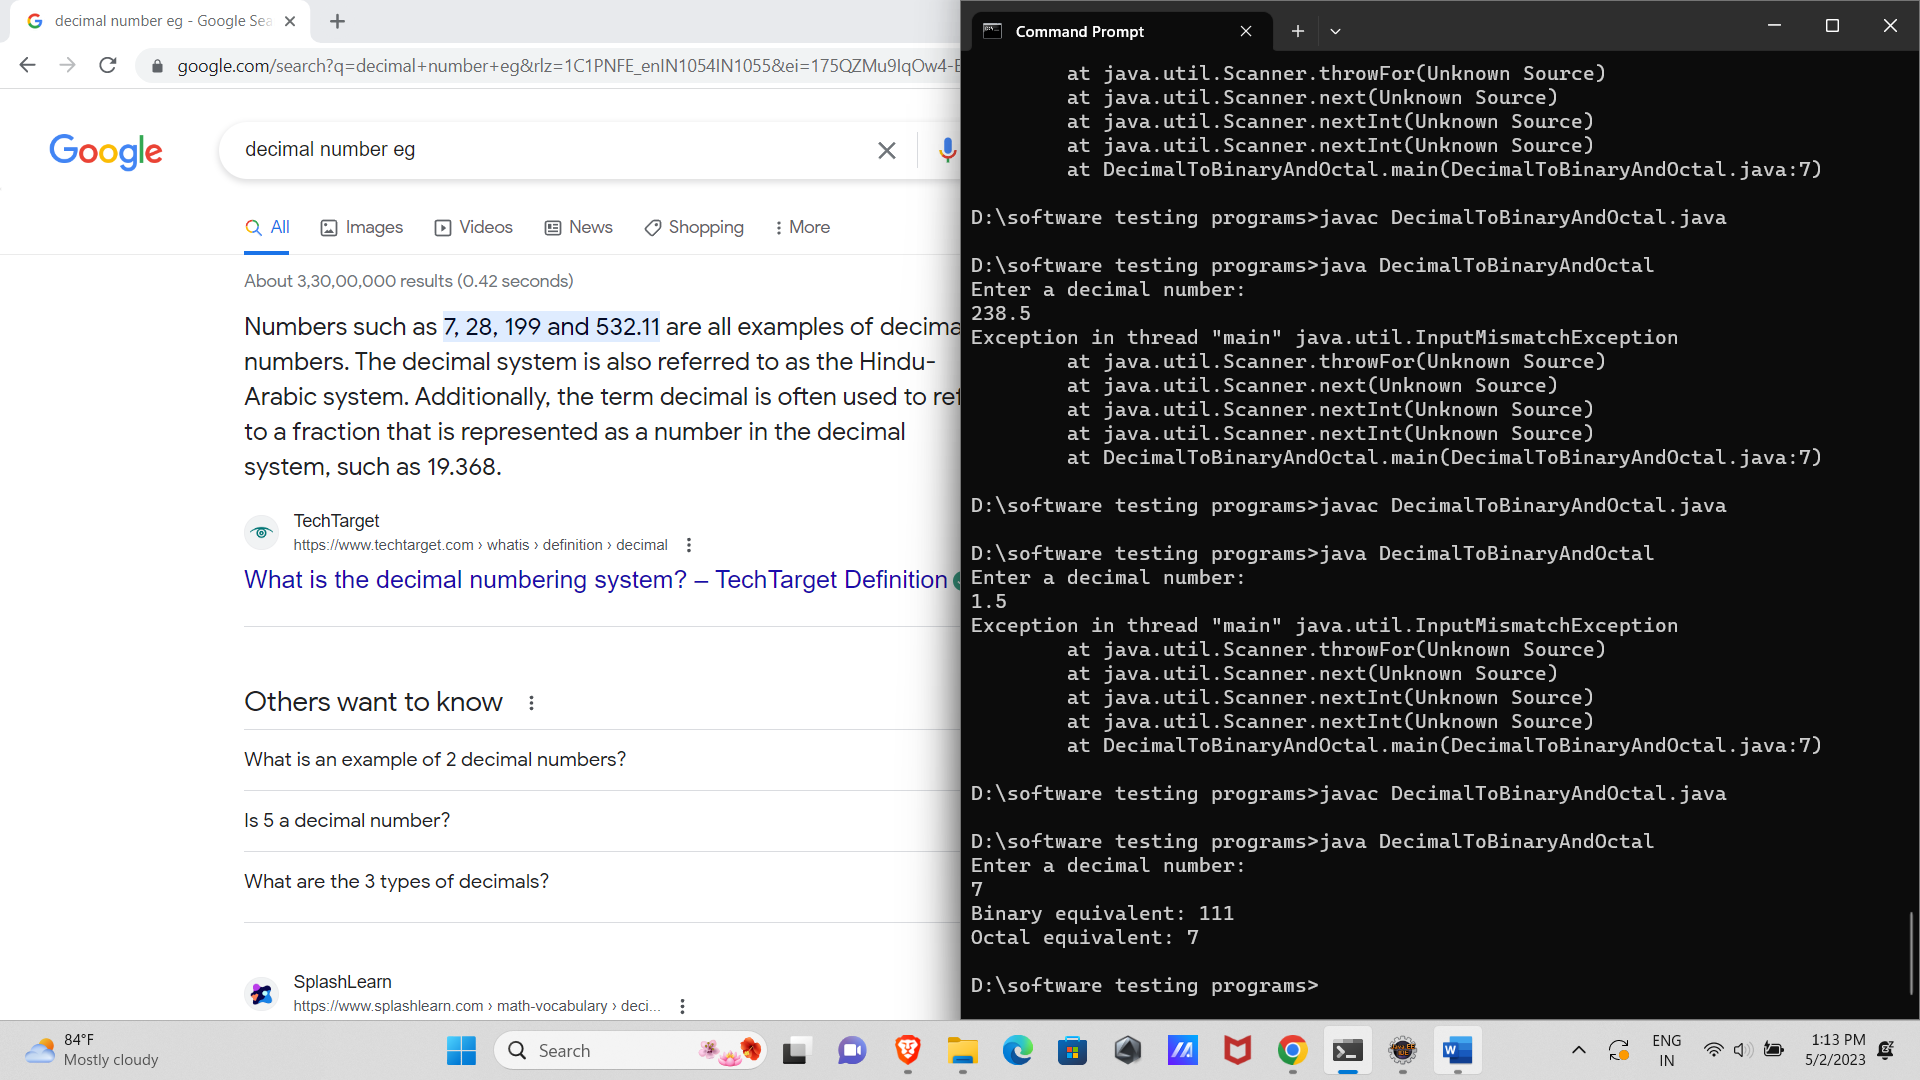 decimal number eg - Google Sea
google.com/search?q=decimal+number+eg&rlz=1C1PNFE_enIN1054IN1055&ei=175QZMu9IqOw4-E
Google
decimal number eg
All Images Videos News Shopping More
About 3,30,00,000 results (0.42 seconds)
Numbers such as 7, 28, 199 and 532.11 are all examples of decima
numbers. The decimal system is also referred to as the Hindu-
Arabic system. Additionally, the term decimal is often used to ref
to a fraction that is represented as a number in the decimal
system, such as 19.368.
TechTarget
https://www.techtarget.com › whatis › definition › decimal
What is the decimal numbering system? – TechTarget Definition
Others want to know
What is an example of 2 decimal numbers?
Is 5 a decimal number?
What are the 3 types of decimals?
SplashLearn
https://www.splashlearn.com › math-vocabulary › deci...
Command Prompt
at java.util.Scanner.throwFor(Unknown Source)
at java.util.Scanner.next(Unknown Source)
at java.util.Scanner.nextInt(Unknown Source)
at java.util.Scanner.nextInt(Unknown Source)
at DecimalToBinaryAndOctal.main(DecimalToBinaryAndOctal.java:7)
D:\software testing programs>javac DecimalToBinaryAndOctal.java
D:\software testing programs>java DecimalToBinaryAndOctal
Enter a decimal number:
238.5
Exception in thread "main" java.util.InputMismatchException
at java.util.Scanner.throwFor(Unknown Source)
at java.util.Scanner.next(Unknown Source)
at java.util.Scanner.nextInt(Unknown Source)
at java.util.Scanner.nextInt(Unknown Source)
at DecimalToBinaryAndOctal.main(DecimalToBinaryAndOctal.java:7)
D:\software testing programs>javac DecimalToBinaryAndOctal.java
D:\software testing programs>java DecimalToBinaryAndOctal
Enter a decimal number:
1.5
Exception in thread "main" java.util.InputMismatchException
at java.util.Scanner.throwFor(Unknown Source)
at java.util.Scanner.next(Unknown Source)
at java.util.Scanner.nextInt(Unknown Source)
at java.util.Scanner.nextInt(Unknown Source)
at DecimalToBinaryAndOctal.main(DecimalToBinaryAndOctal.java:7)
D:\software testing programs>javac DecimalToBinaryAndOctal.java
D:\software testing programs>java DecimalToBinaryAndOctal
Enter a decimal number:
7
Binary equivalent: 111
Octal equivalent: 7
D:\software testing programs>
84°F
Mostly cloudy
Search
ENG
IN
1:13 PM
5/2/2023